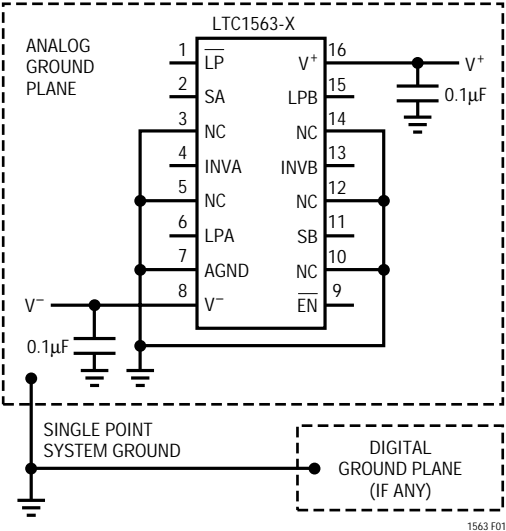 LTC1563-X
ANALOG
GROUND
PLANE
1
LP
2
SA
3
NC
4
INVA
5
NC
6
LPA
7
AGND
8
V−
16
V+
15
LPB
14
NC
13
INVB
12
NC
11
SB
10
NC
9
EN
V+
0.1µF
V−
0.1µF
SINGLE POINT
SYSTEM GROUND
DIGITAL
GROUND PLANE
(IF ANY)
1563 F01